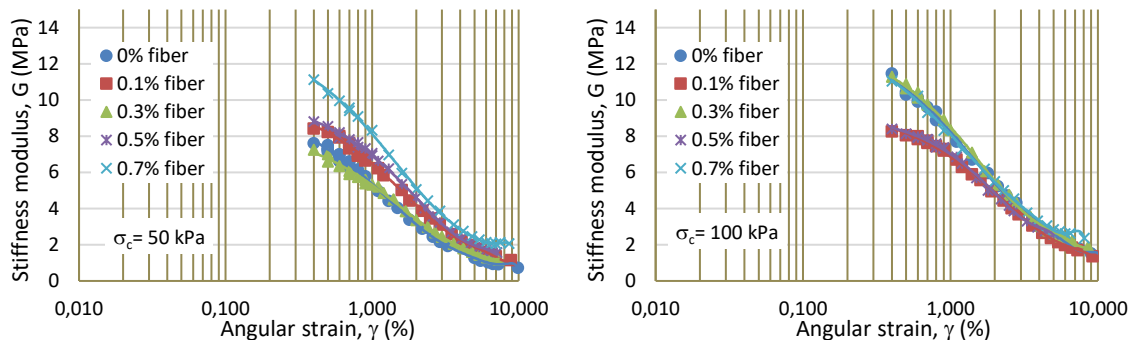 Stiffness modulus, G (MPa)
14
12
10
8
6
4
2
0
0% fiber
0.1% fiber
0.3% fiber
0.5% fiber
0.7% fiber
σc= 50 kPa
0,010
0,100
1,000
10,000
Angular strain, γ (%)
Stiffness modulus, G (MPa)
14
12
10
8
6
4
2
0
0% fiber
0.1% fiber
0.3% fiber
0.5% fiber
0.7% fiber
σc= 100 kPa
0,010
0,100
1,000
10,000
Angular strain, γ (%)